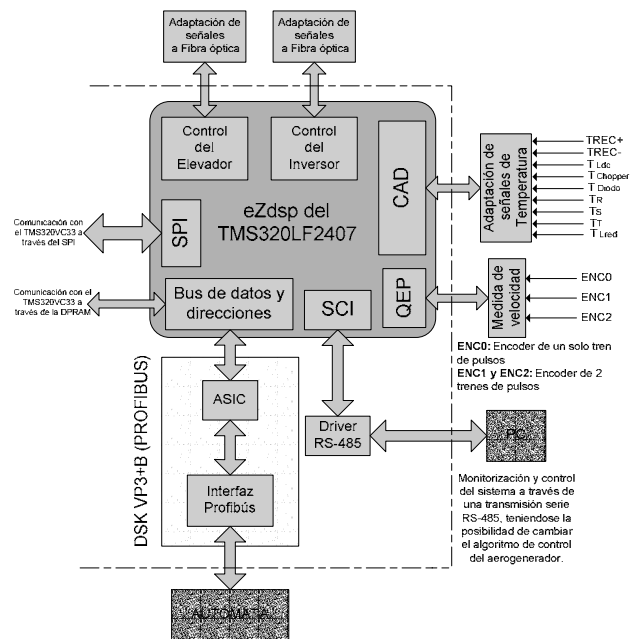 Adaptación de
señales
a Fibra óptica
Adaptación de
señales
a Fibra óptica
Control
del
Elevador
Control
del
Inversor
CAD
eZdsp del
TMS320LF2407
SPI
Bus de datos y
direcciones
SCI
QEP
Adaptación de
señales de
Temperatura
TREC+
TREC-
T Ldc
T Chopper
T Diodo
TR
TS
TT
T Lred
Comunicación con
el TMS320VC33 a
través del SPI
Comunicación con el
TMS320VC33 a
través de la DPRAM
Medida de
velocidad
ENC0
ENC1
ENC2
ENC0: Encoder de un solo tren
de pulsos
ENC1 y ENC2: Encoder de 2
trenes de pulsos
DSK VP3+B (PROFIBUS)
ASIC
Interfaz
Profibús
Driver
RS-485
PC
Monitorización y control
del sistema a través de
una transmisión serie
RS-485, teniendose la
posibilidad de cambiar
el algoritmo de control
del aerogenerador.
AUTOMATA